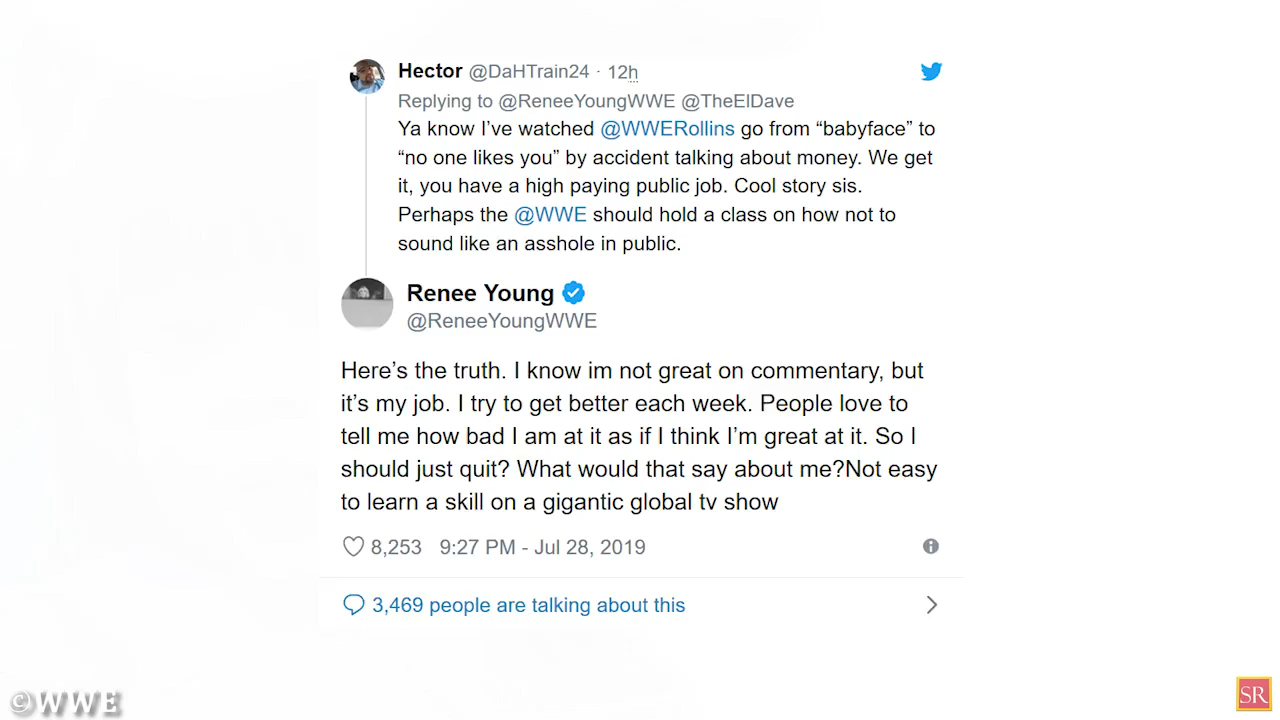 Hector @DaHTrain24 · 12h
Replying to @ReneeYoungWWE @TheElDave
Ya know I’ve watched @WWERollins go from “babyface” to
“no one likes you” by accident talking about money. We get
it, you have a high paying public job. Cool story sis.
Perhaps the @WWE should hold a class on how not to
sound like an asshole in public.
Renee Young
@ReneeYoungWWE
Here’s the truth. I know im not great on commentary, but
it’s my job. I try to get better each week. People love to
tell me how bad I am at it as if I think I’m great at it. So I
should just quit? What would that say about me?Not easy
to learn a skill on a gigantic global tv show
8,253 9:27 PM - Jul 28, 2019
3,469 people are talking about this
©WWE
SR